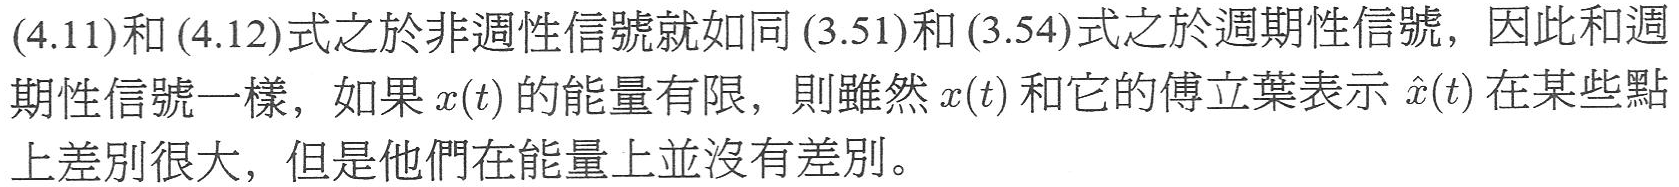 (4.11)和 (4.12)式之於非週性信號就如同 (3.51)和 (3.54)式之於週期性信號，因此和週
期性信號一樣，如果 x(t) 的能量有限，則雖然 x(t) 和它的傅立葉表示 x̂(t) 在某些點
上差別很大，但是他們在能量上並沒有差別。